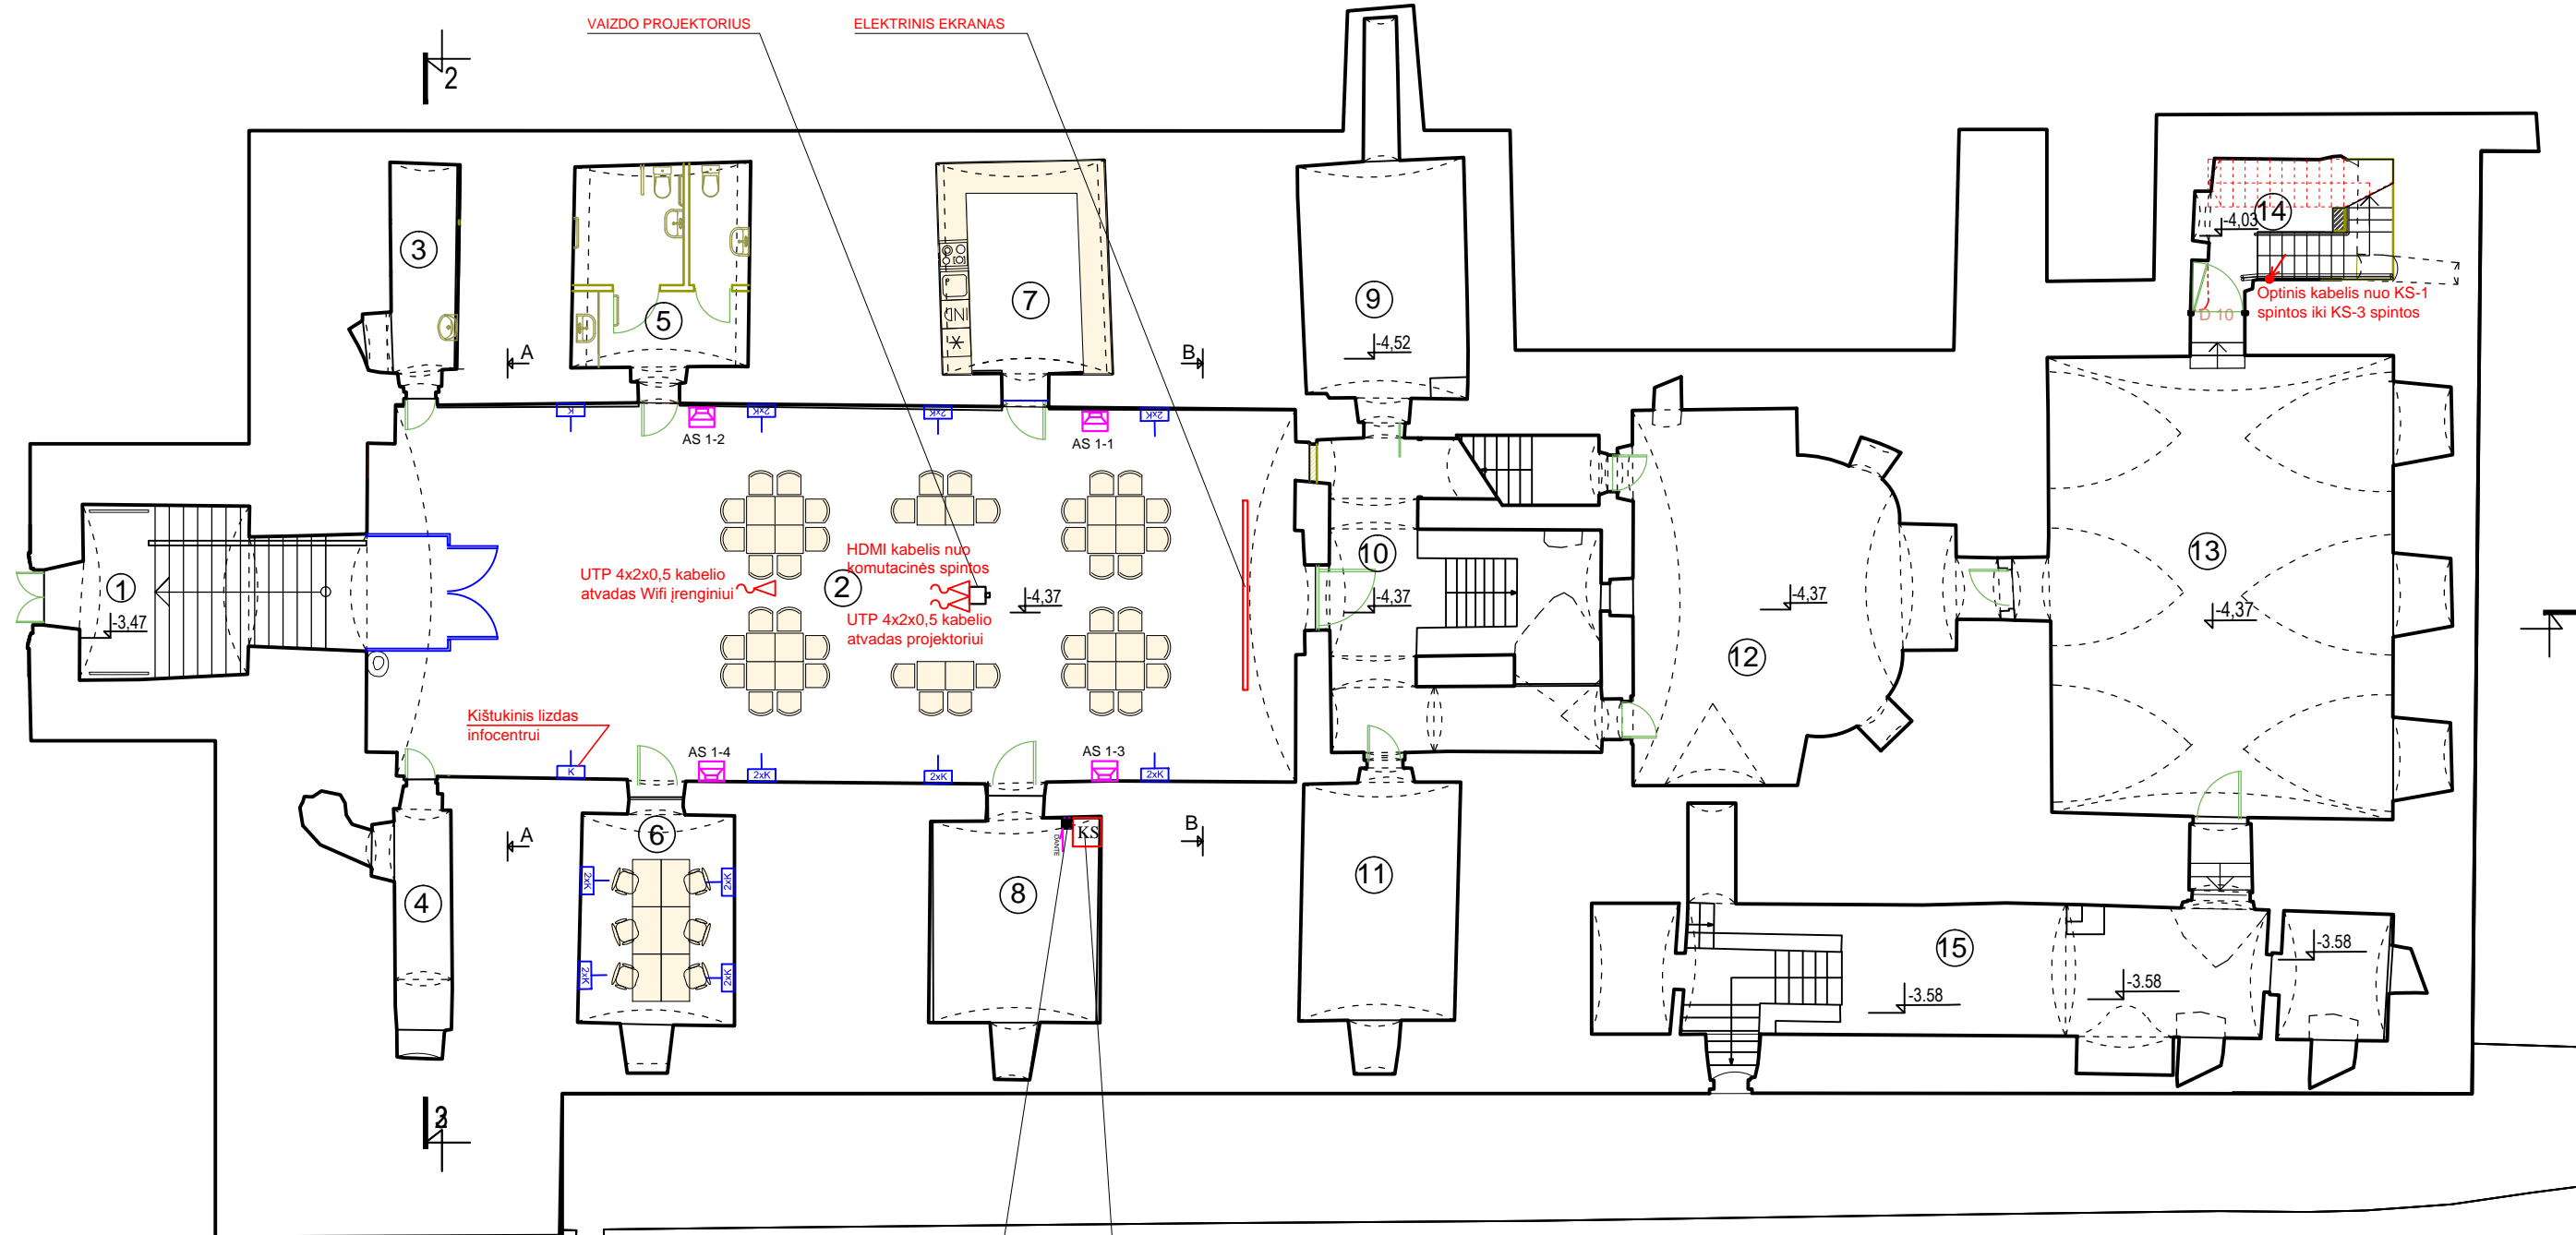 VAIZDO PROJEKTORIUS
ELEKTRINIS EKRANAS
2
3
5
7
9
-4,52
14
-4,03
Optinis kabelis nuo KS-1
spintos iki KS-3 spintos
D 10
IND
A
B
K
2xK
2xK
2xK
AS 1-2
AS 1-1
1
-3,47
UTP 4x2x0,5 kabelio
atvadas Wifi įrenginiui
2
HDMI kabelis nuo
komutacinės spintos
UTP 4x2x0,5 kabelio
atvadas projektoriui
-4,37
10
-4,37
12
-4,37
13
-4,37
Kištukinis lizdas
infocentrui
K
AS 1-4
2xK
2xK
AS 1-3
2xK
A
B
4
6
2xK
2xK
2xK
2xK
8
DANTE
KS
11
15
-3.58
-3.58
-3.58